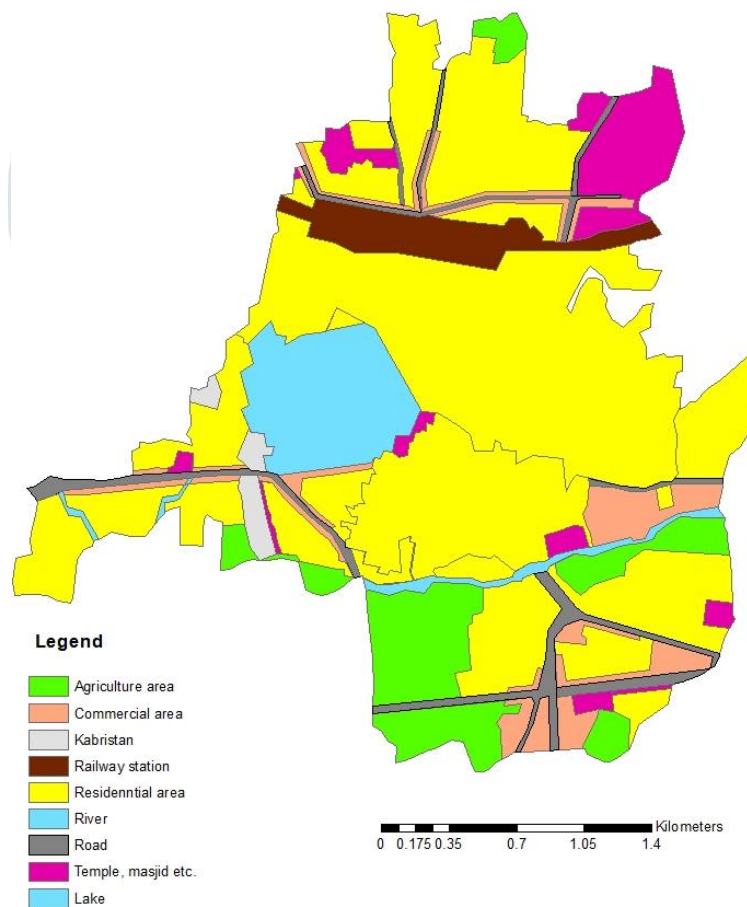 Legend
Agriculture area
Commercial area
Kabristan
Railway station
Residenntial area
River
Road
Temple, masjid etc.
Lake
Kilometers
0 0.175 0.35 0.7 1.05 1.4